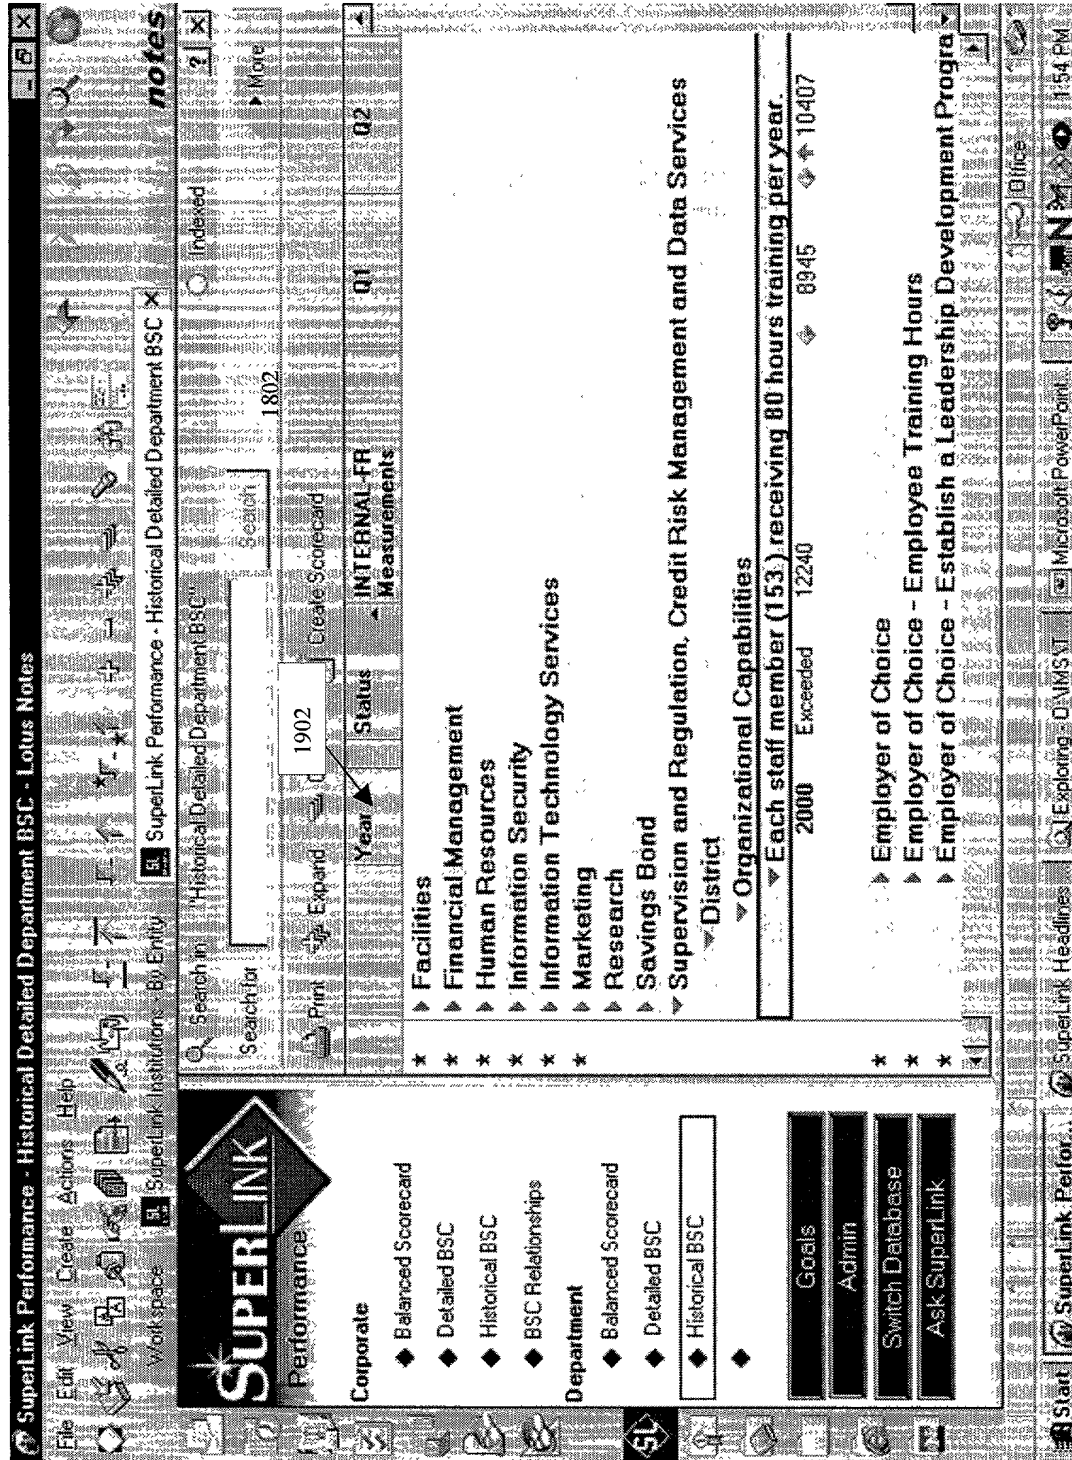 SuperLink Performance - Historical Detailed Department BSC - Lotus Notes
File Edit View Create Actions Help
Workspace
SuperLink Institutions - By Entity
SuperLink Performance - Historical Detailed Department BSC
notes
SUPERLINK
Performance
Corporate
Balanced Scorecard
Detailed BSC
Historical BSC
BSC Relationships
Department
Balanced Scorecard
Detailed BSC
Historical BSC
Goals
Admin
Switch Database
Ask SuperLink
Search in "Historical Detailed Department BSC"
Indexed
?
Search for
Search
More
1802
Print Expand Create Scorecard
1902
Year Status INTERNAL-FR Q1 Q2
Measurements
Facilities
Financial Management
Human Resources
Information Security
Information Technology Services
Marketing
Research
Savings Bond
Supervision and Regulation, Credit Risk Management and Data Services
District
Organizational Capabilities
Each staff member (153) receiving 80 hours training per year.
2000 Exceeded 12240 8945 10407
Employer of Choice
Employer of Choice - Employee Training Hours
Employer of Choice - Establish a Leadership Development Progra
Office
Start
SuperLink Perfor...
SuperLink Headlines
Exploring - D:\IMS\T...
Microsoft PowerPoint...
1:54 PM